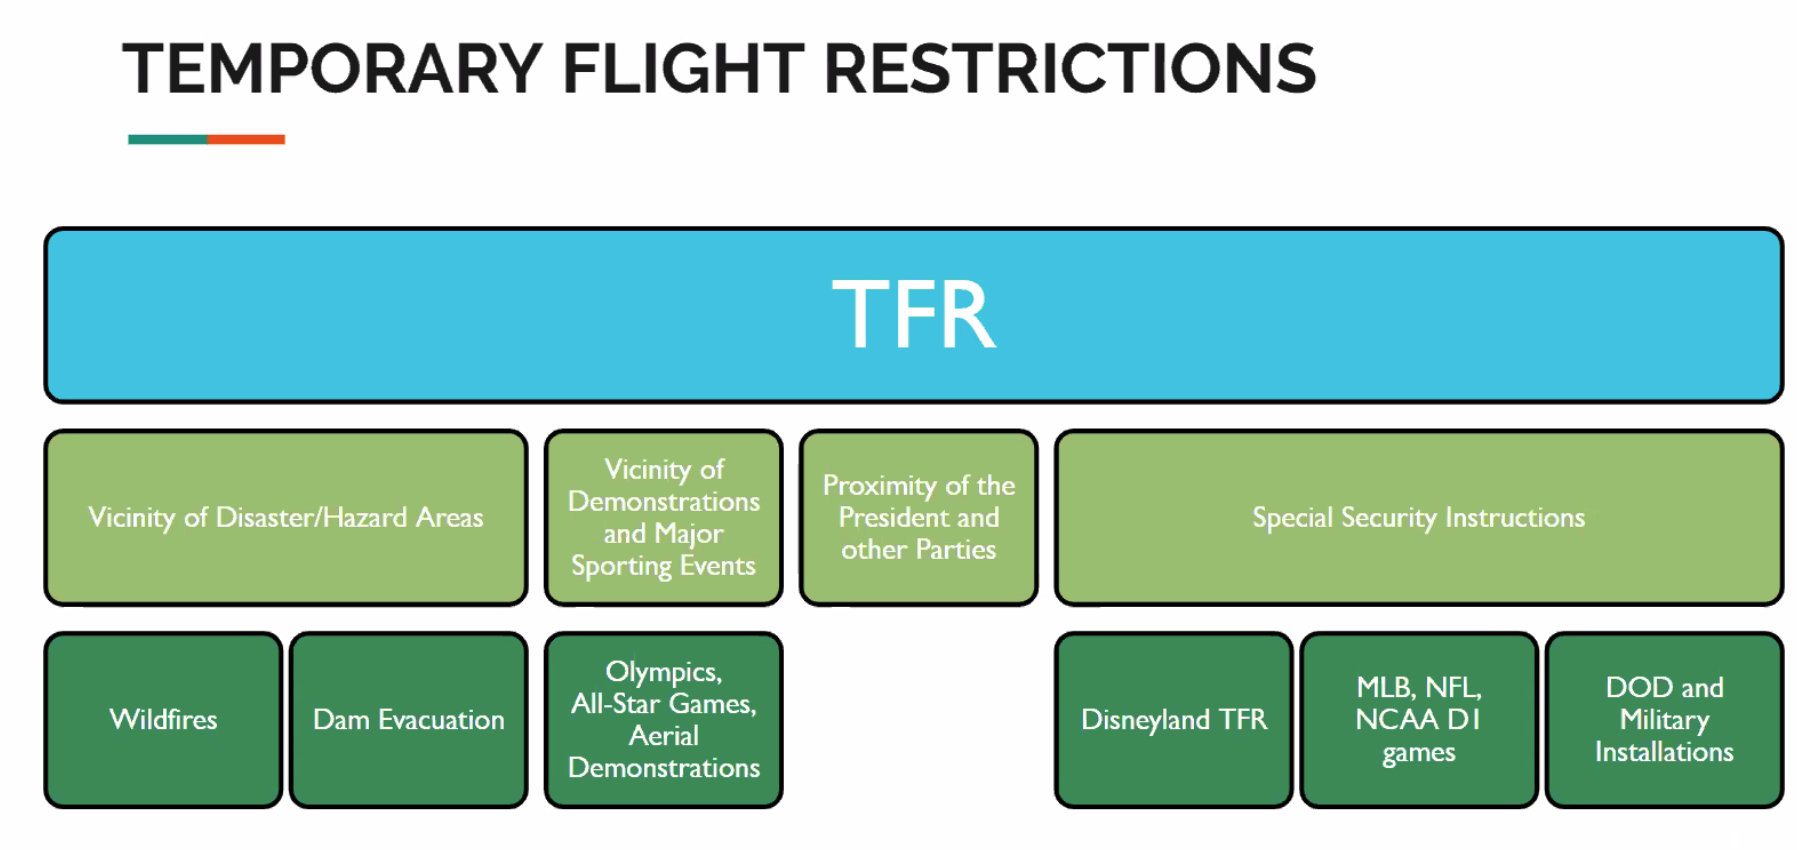 TEMPORARY FLIGHT RESTRICTIONS
TFR
Vicinity of Disaster/Hazard Areas
Vicinity of
Demonstrations
and Major
Sporting Events
Proximity of the
President and
other Parties
Special Security Instructions
Wildfires
Dam Evacuation
Olympics,
All-Star Games,
Aerial
Demonstrations
Disneyland TFR
MLB, NFL,
NCAA D1
games
DOD and
Military
Installations